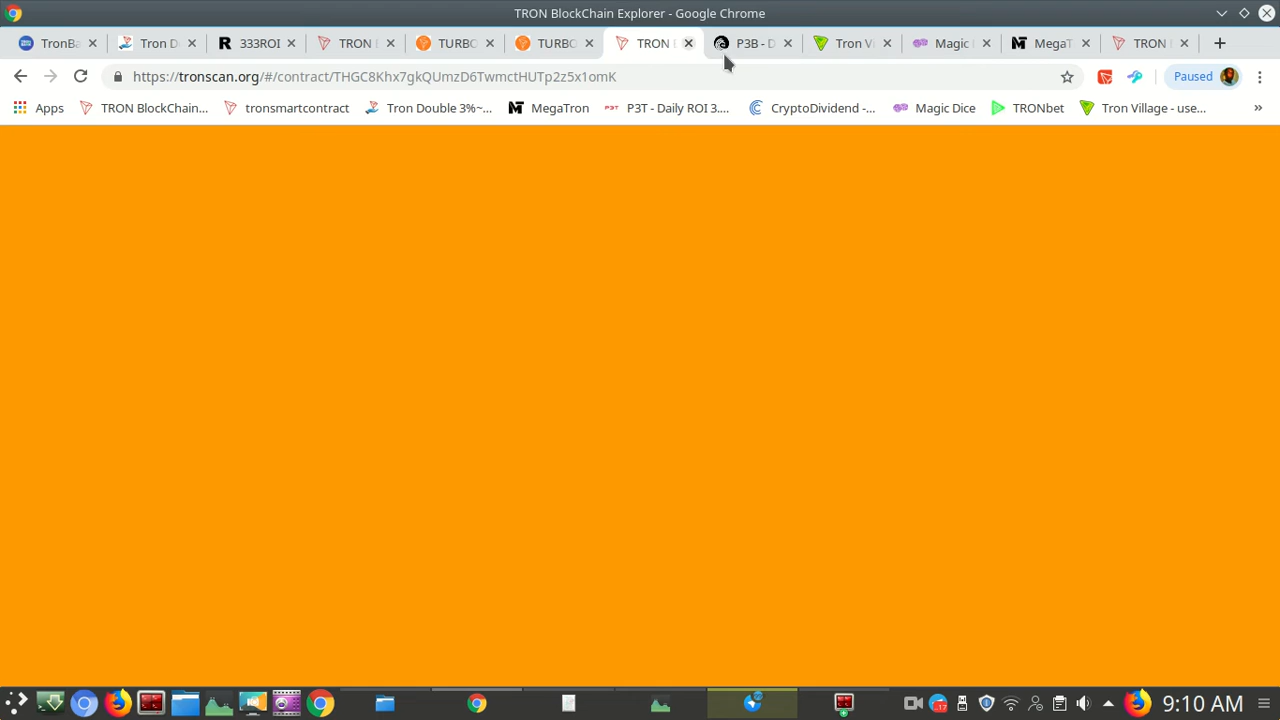 TRON BlockChain Explorer - Google Chrome
TronBa
Tron D
333ROI
TRON
TURBO
TURBO
TRON
P3B - D
Tron Vi
Magic
MegaT
TRON
https://tronscan.org/#/contract/THGC8Khx7gkQUmzD6TwmctHUTp2z5x1omK
Paused
Apps
TRON BlockChain...
tronsmartcontract
Tron Double 3%~...
MegaTron
P3T - Daily ROI 3....
CryptoDividend -...
Magic Dice
TRONbet
Tron Village - use...
»
9:10 AM